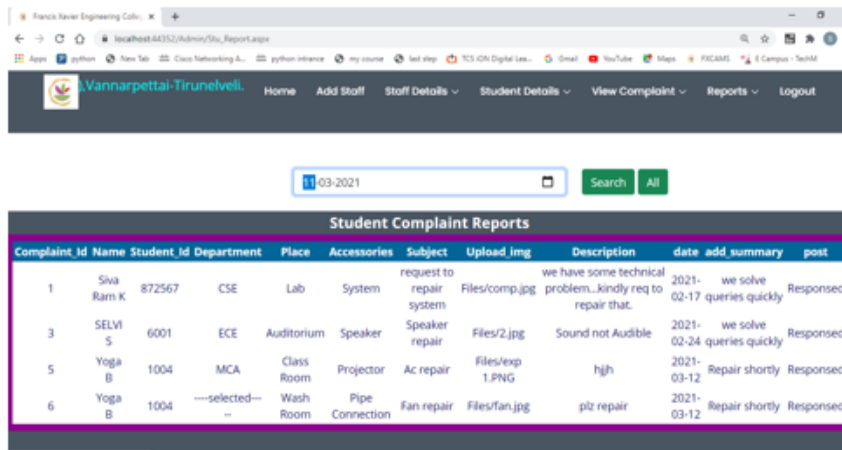 Francis Xavier Engineering Colleg
localhost:44352/Admin/Stu_Report.aspx
Apps python New Tab Cisco Networking A... python intrance my course last step TCS iON Digital Lea... Gmail YouTube Maps FXCAMS E Campus - TechM
),Vannarpettai-Tirunelveli. Home Add Staff Staff Details Student Details View Complaint Reports Logout
11-03-2021 Search All
Student Complaint Reports
Complaint_Id Name Student_Id Department Place Accessories Subject Upload_img Description date add_summary post
1 Siva Ram K 872567 CSE Lab System request to repair system Files/comp.jpg we have some technical problem...kindly req to repair that. 2021-02-17 we solve queries quickly Responsed
3 SELVI S 6001 ECE Auditorium Speaker Speaker repair Files/2.jpg Sound not Audible 2021-02-24 we solve queries quickly Responsed
5 Yoga B 1004 MCA Class Room Projector Ac repair Files/exp 1.PNG hjjh 2021-03-12 Repair shortly Responsed
6 Yoga B 1004 ----selected----- Wash Room Pipe Connection Fan repair Files/fan.jpg plz repair 2021-03-12 Repair shortly Responsed